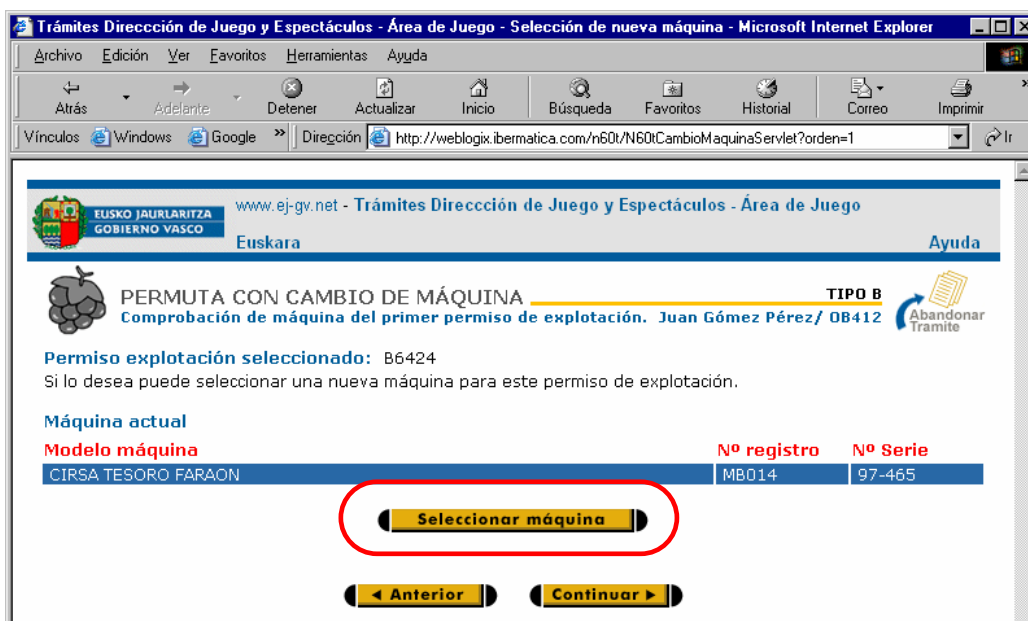 Trámites Direccción de Juego y Espectáculos - Área de Juego - Selección de nueva máquina - Microsoft Internet Explorer
Archivo Edición Ver Favoritos Herramientas Ayuda
Atrás Adelante Detener Actualizar Inicio Búsqueda Favoritos Historial Correo Imprimir »
Vínculos Windows Google » Dirección http://weblogix.ibermatica.com/n60t/N60tCambioMaquinaServlet?orden=1 Ir
EUSKO JAURLARITZA
GOBIERNO VASCO
www.ej-gv.net - Trámites Direccción de Juego y Espectáculos - Área de Juego
Euskara Ayuda
PERMUTA CON CAMBIO DE MÁQUINA TIPO B
Comprobación de máquina del primer permiso de explotación. Juan Gómez Pérez/ 0B412
Abandonar
Tramite
Permiso explotación seleccionado: B6424
Si lo desea puede seleccionar una nueva máquina para este permiso de explotación.
Máquina actual
Modelo máquina Nº registro Nº Serie
CIRSA TESORO FARAON MB014 97-465
Seleccionar máquina
Anterior Continuar